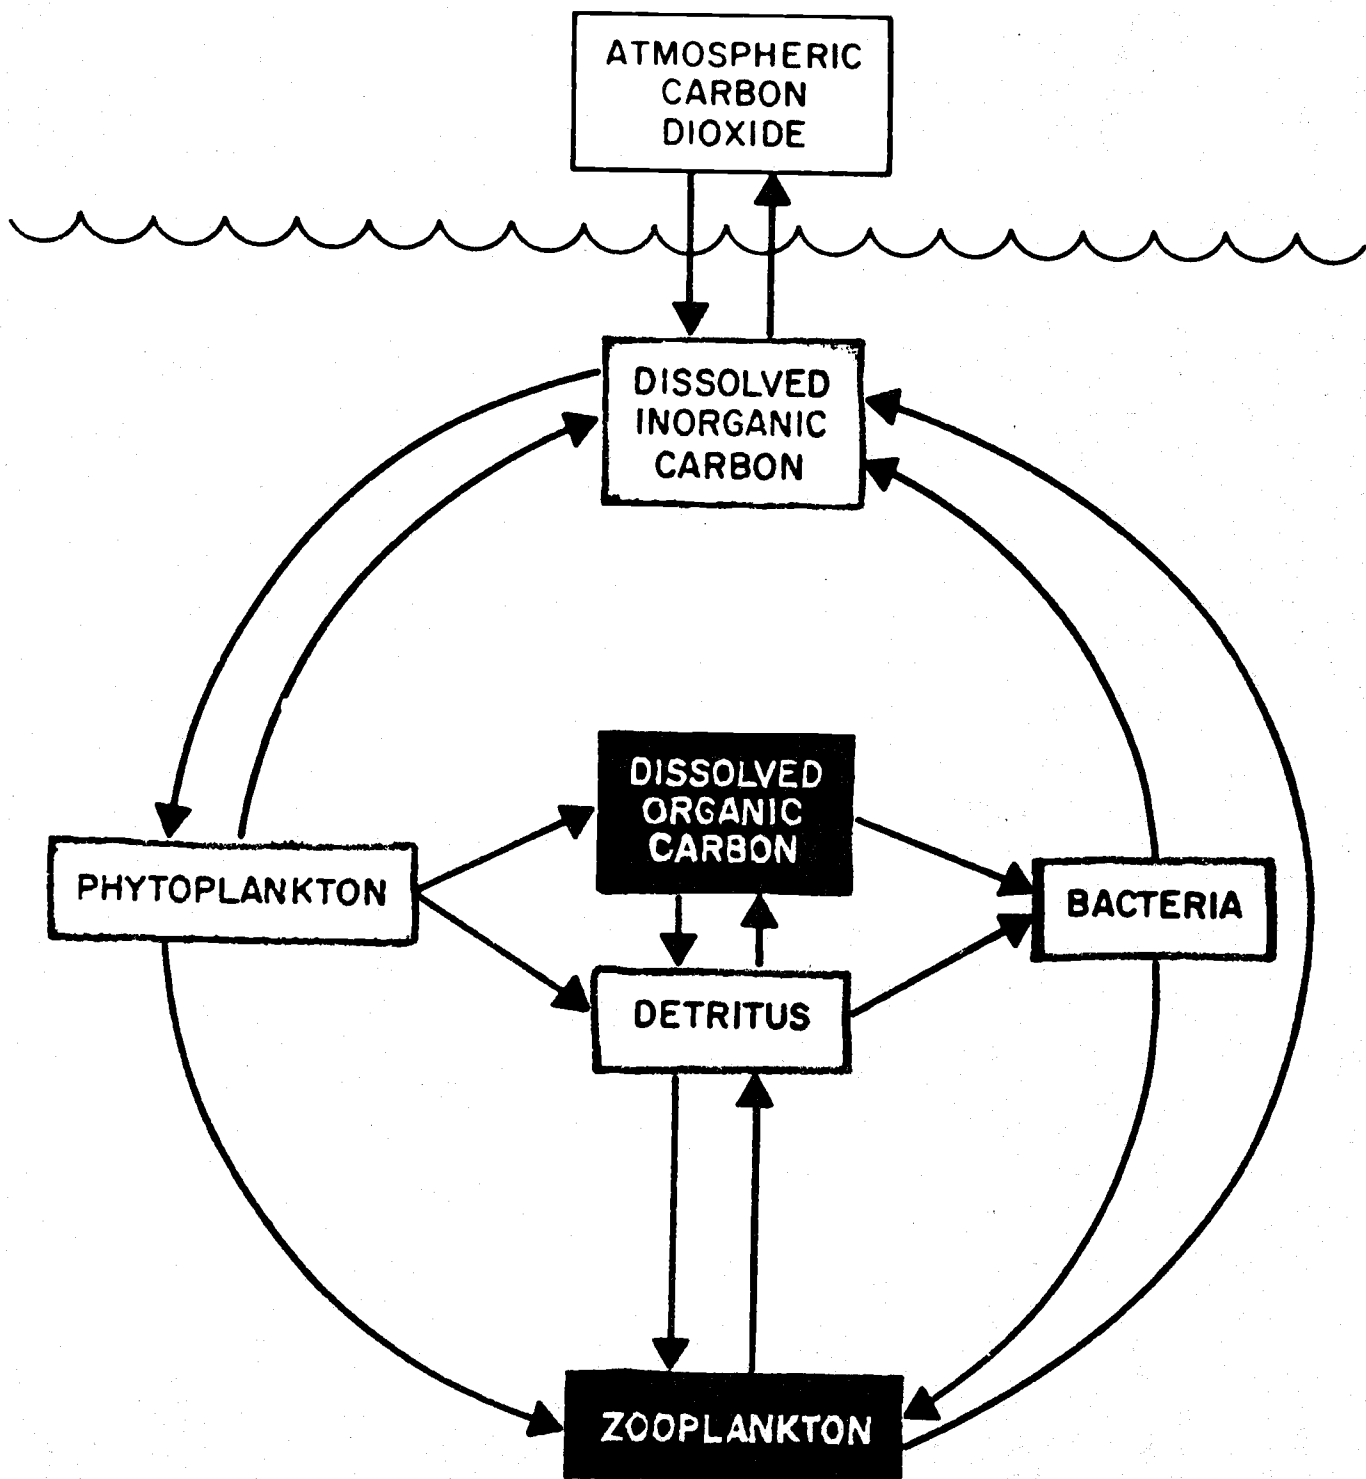 ATMOSPHERIC
CARBON
DIOXIDE
DISSOLVED
INORGANIC
CARBON
DISSOLVED
ORGANIC
CARBON
PHYTOPLANKTON
BACTERIA
DETRITUS
ZOOPLANKTON